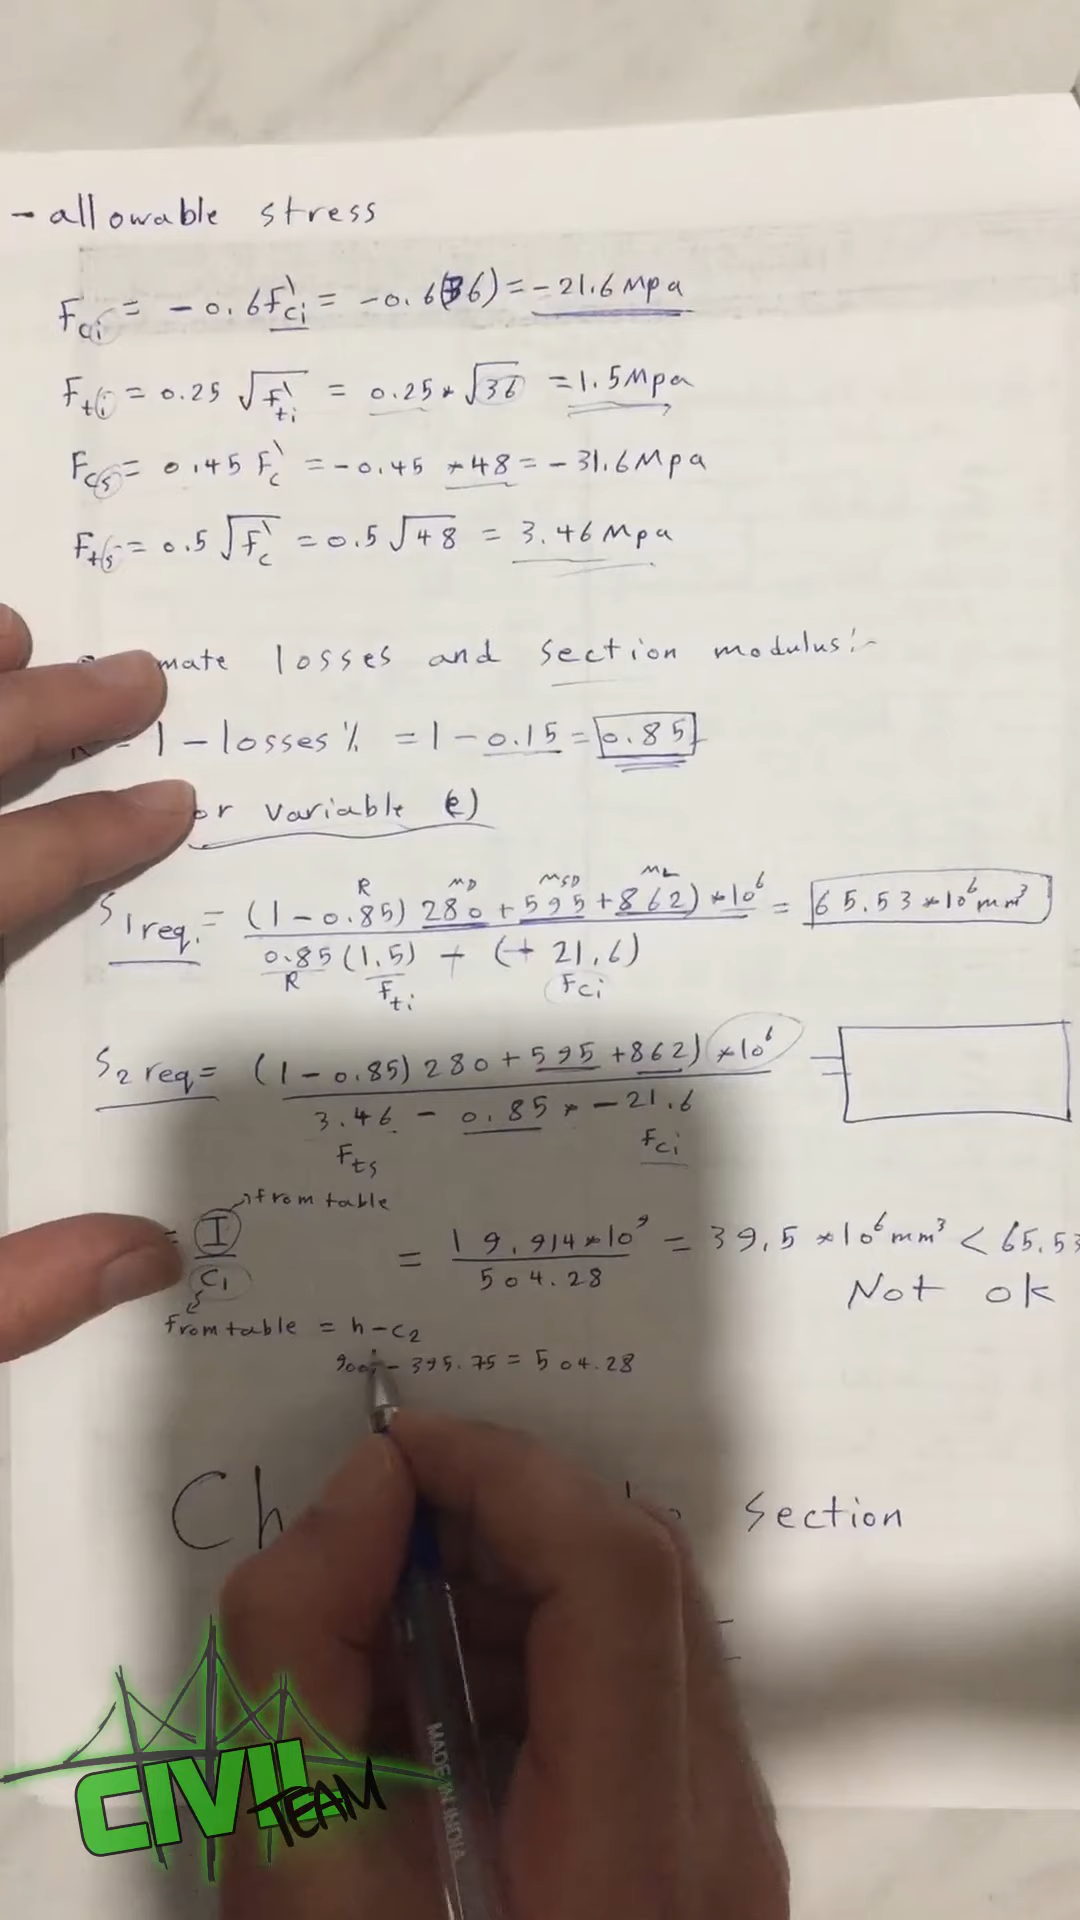 - allowable stress
Fci = - 0.6 f'ci = -0.6(36) = -21.6 Mpa
Fti = 0.25 √f'ti = 0.25 * √36 = 1.5 Mpa
Fcs = 0.45 F'c = -0.45 * 48 = -31.6 Mpa
Fts = 0.5 √F'c = 0.5 √48 = 3.46 Mpa
mate losses and section modulus:-
= 1 - losses % = 1 - 0.15 = 0.85
or variable (e)
R MD MSD ML
S1 req. = (1 - 0.85) 280 + 595 + 862) * 10^6 = 65.53 * 10^6 mm³
0.85 (1.5) + (+ 21.6)
R Fti Fci
S2 req = (1 - 0.85) 280 + 595 + 862) * 10^6 =
3.46 - 0.85 * - 21.6
Fts Fci
from table
= I / C1 = 19.914 * 10^9 / 504.28 = 39.5 * 10^6 mm³ < 65.53
Not ok
From table = h - c2
900 - 395.75 = 504.28
Ch section
MADE IN INDIA
CIVIL
TEAM